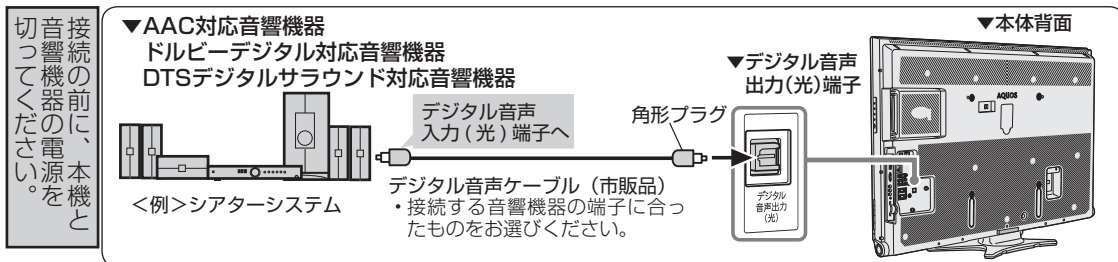 接続の前に、本機と
音響機器の電源を
切ってください。
▼AAC対応音響機器
ドルビーデジタル対応音響機器
DTSデジタルサラウンド対応音響機器
＜例＞シアターシステム
デジタル音声
入力(光)端子へ
デジタル音声ケーブル（市販品）
・接続する音響機器の端子に合っ
たものをお選びください。
角形プラグ
▼デジタル音声
出力(光)端子
デジタル
音声出力
(光)
▼本体背面
AQUOS